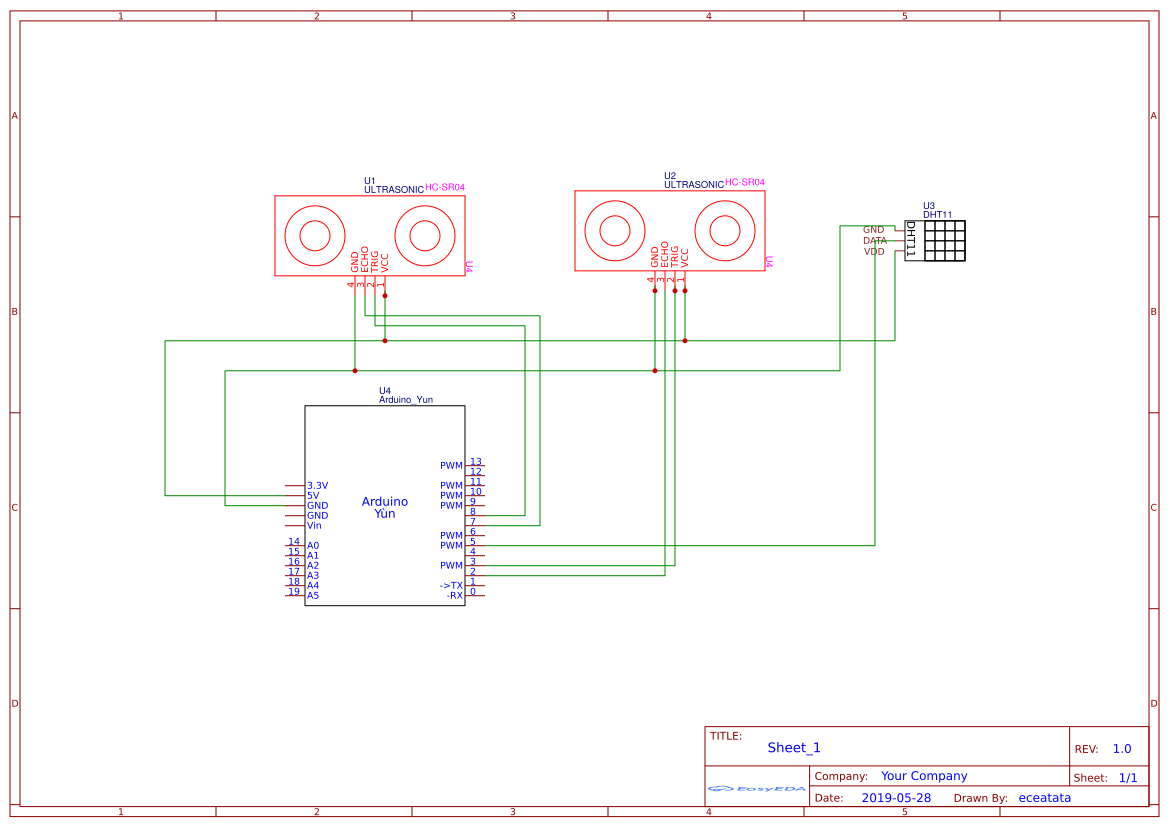 1 2 3 4 5
A A
B B
C C
D D
1 2 3 4 5
U1
ULTRASONIC HC-SR04
GND
ECHO
TRIG
VCC
4 3 2 1
U4
U2
ULTRASONIC HC-SR04
GND
ECHO
TRIG
VCC
4 3 2 1
U4
U3
DHT11
GND
DATA
VDD
DHT11
U4
Arduino_Yun
Arduino
Yùn
3.3V
5V
GND
GND
Vin
14 A0
15 A1
16 A2
17 A3
18 A4
19 A5
PWM 13
12
PWM 11
PWM 10
PWM 9
8
7
PWM 6
PWM 5
4
PWM 3
2
->TX 1
-RX 0
TITLE:
Sheet_1
REV: 1.0
EasyEDA
Company: Your Company
Sheet: 1/1
Date: 2019-05-28 Drawn By: eceatata